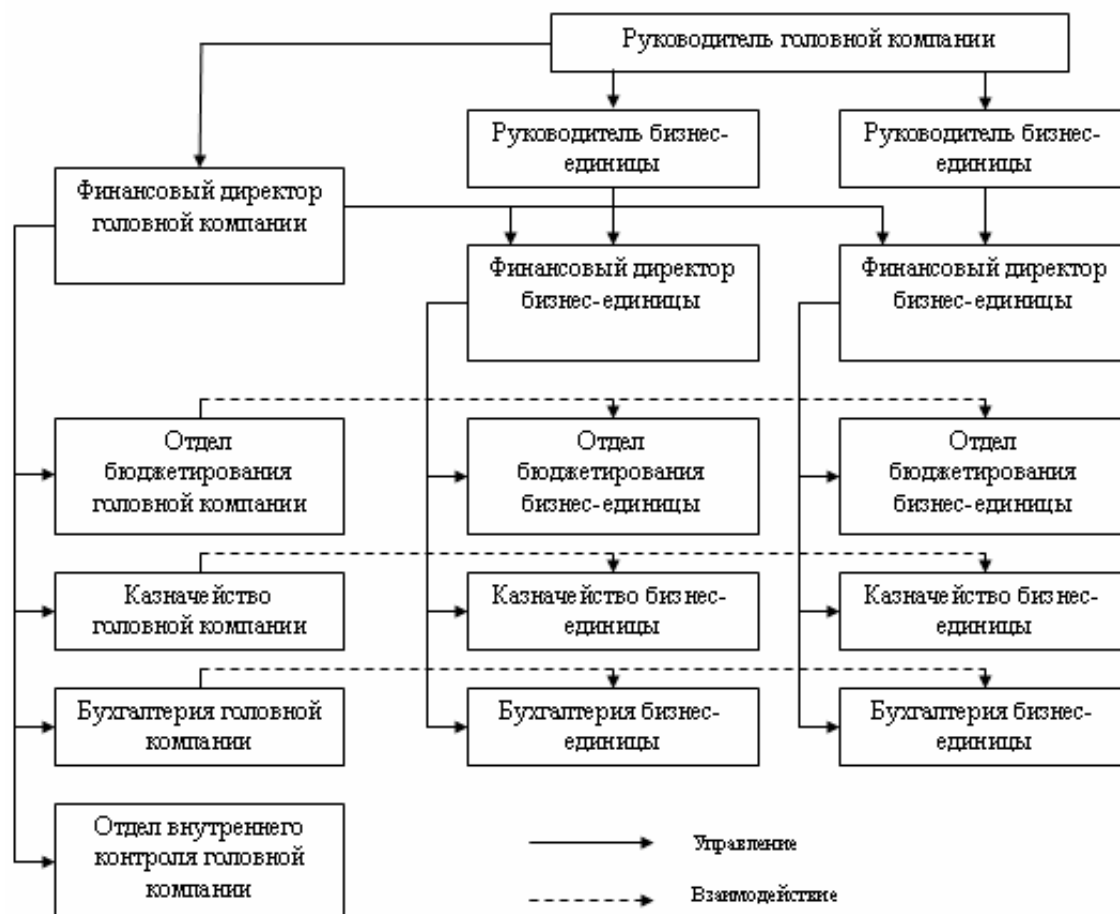 Руководитель головной компании
Руководитель бизнес-
единицы
Руководитель бизнес-
единицы
Финансовый директор
головной компании
Финансовый директор
бизнес-единицы
Финансовый директор
бизнес-единицы
Отдел
бюджетирования
головной компании
Отдел
бюджетирования
бизнес-единицы
Отдел
бюджетирования
бизнес-единицы
Казначейство
головной компании
Казначейство бизнес-
единицы
Казначейство бизнес-
единицы
Бухгалтерия головной
компании
Бухгалтерия бизнес-
единицы
Бухгалтерия бизнес-
единицы
Отдел внутреннего
контроля головной
компании
Управление
Взаимодействие